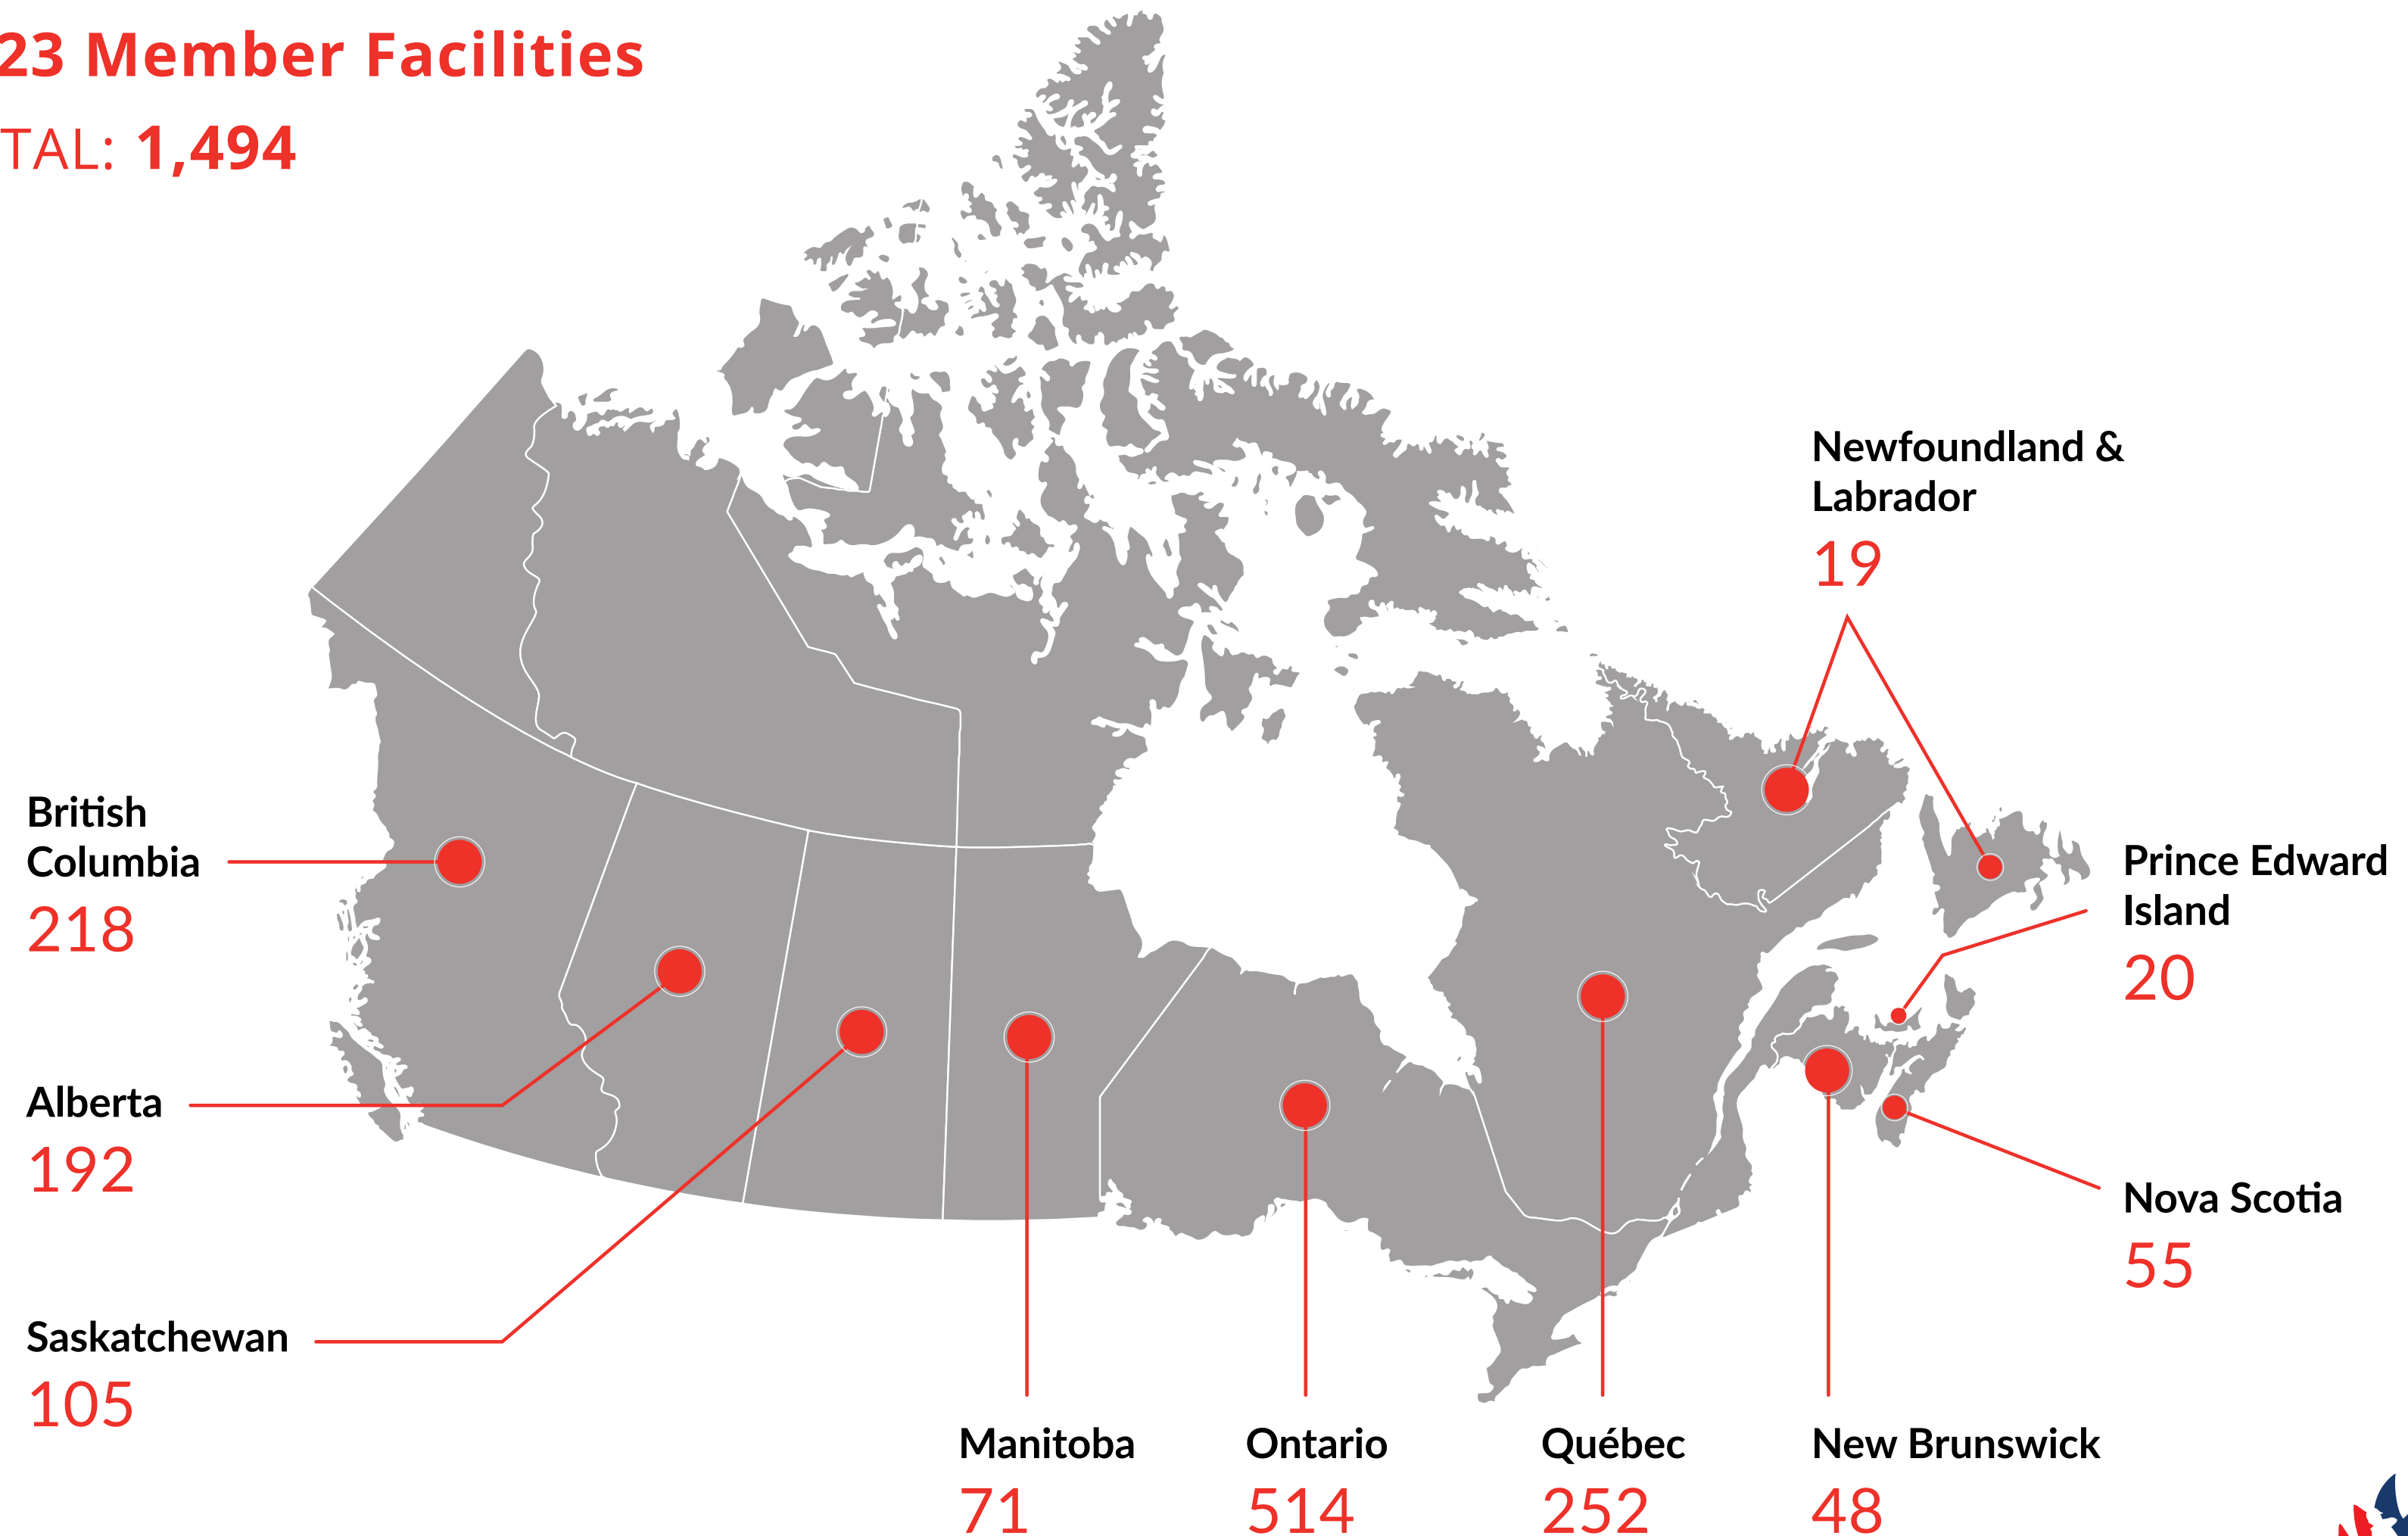 23 Member Facilities
TAL: 1,494
Newfoundland &
Labrador
19
British
Columbia
218
Prince Edward
Island
20
Alberta
192
Nova Scotia
55
Saskatchewan
105
Manitoba
71
Ontario
514
Québec
252
New Brunswick
48